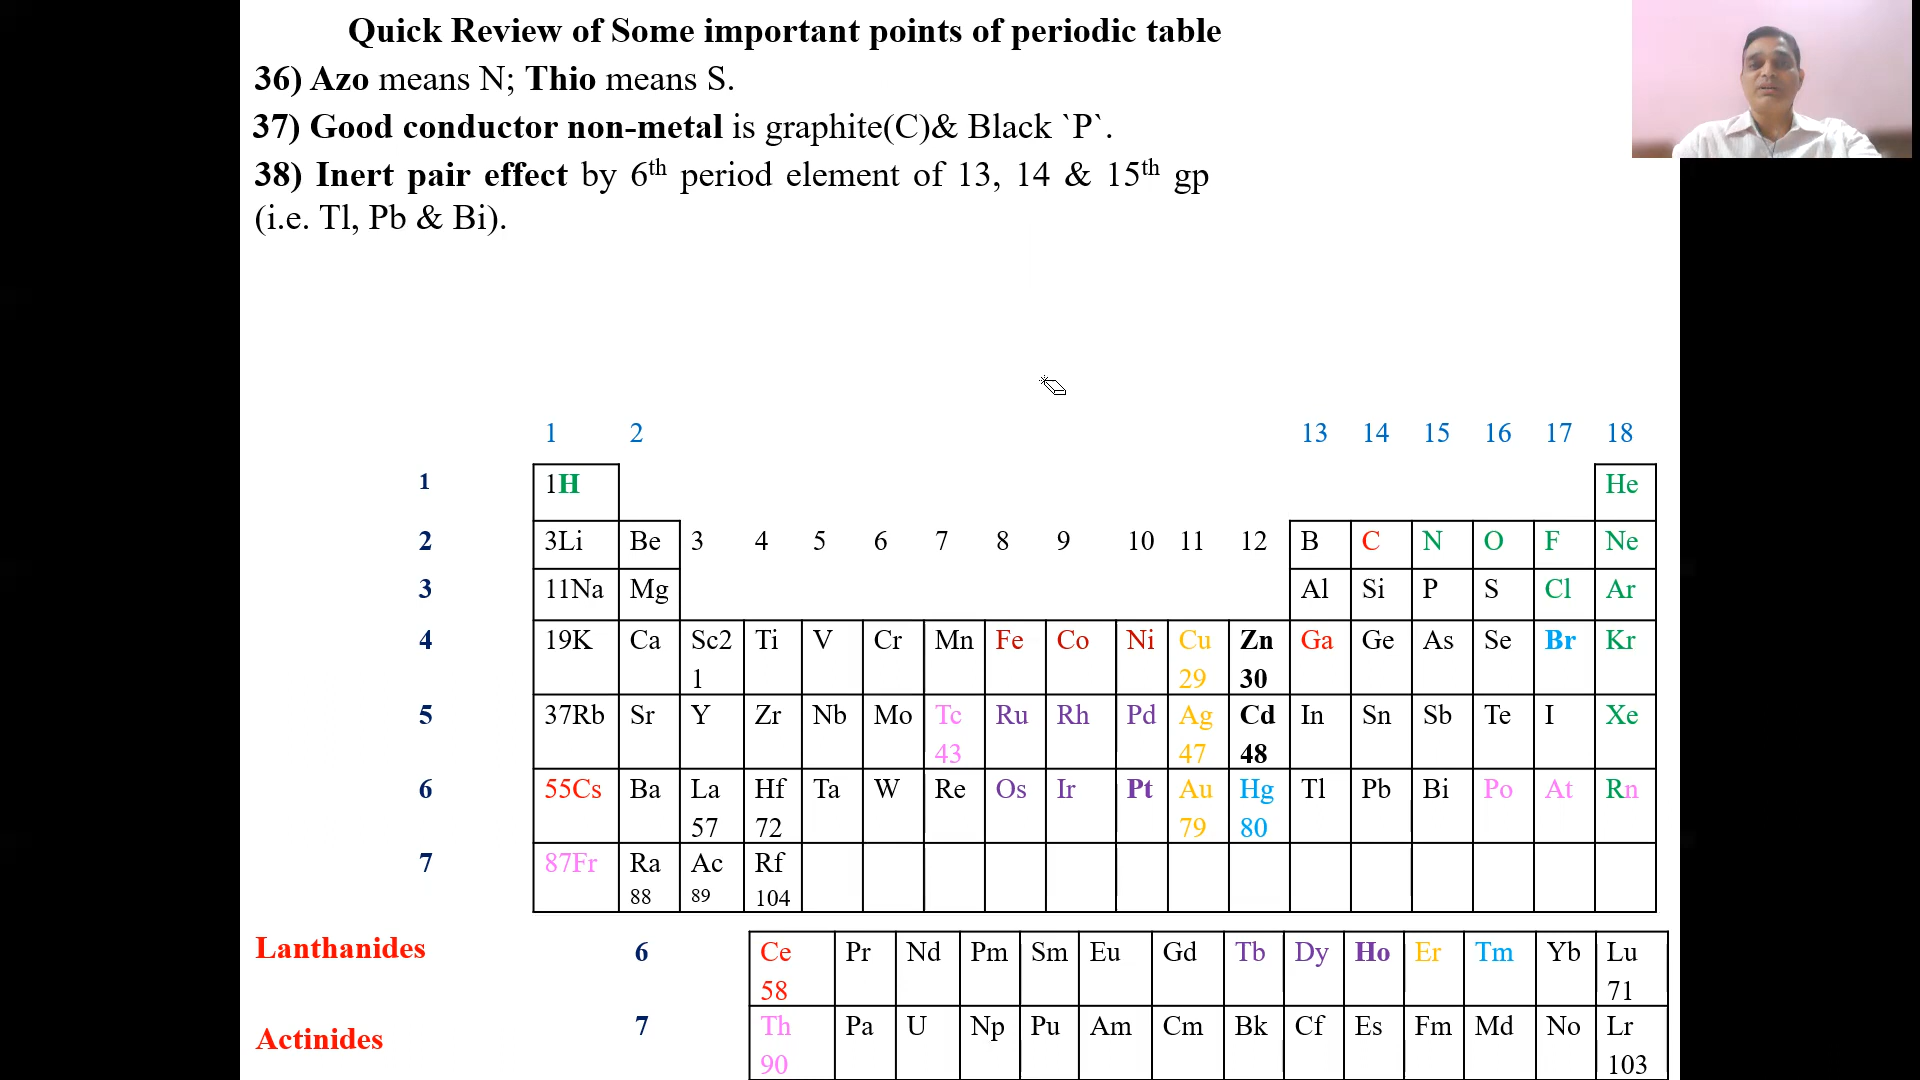 Quick Review of Some important points of periodic table
36) Azo means N; Thio means S.
37) Good conductor non-metal is graphite(C)& Black `P`.
38) Inert pair effect by 6th period element of 13, 14 & 15th gp
(i.e. Tl, Pb & Bi).
1 2 13 14 15 16 17 18
1 1H He
2 3Li Be 3 4 5 6 7 8 9 10 11 12 B C N O F Ne
3 11Na Mg Al Si P S Cl Ar
4 19K Ca Sc2 Ti V Cr Mn Fe Co Ni Cu Zn Ga Ge As Se Br Kr
1 29 30
5 37Rb Sr Y Zr Nb Mo Tc Ru Rh Pd Ag Cd In Sn Sb Te I Xe
43 47 48
6 55Cs Ba La Hf Ta W Re Os Ir Pt Au Hg Tl Pb Bi Po At Rn
57 72 79 80
7 87Fr Ra Ac Rf
88 89 104
Lanthanides 6 Ce Pr Nd Pm Sm Eu Gd Tb Dy Ho Er Tm Yb Lu
58 71
Actinides 7 Th Pa U Np Pu Am Cm Bk Cf Es Fm Md No Lr
90 103